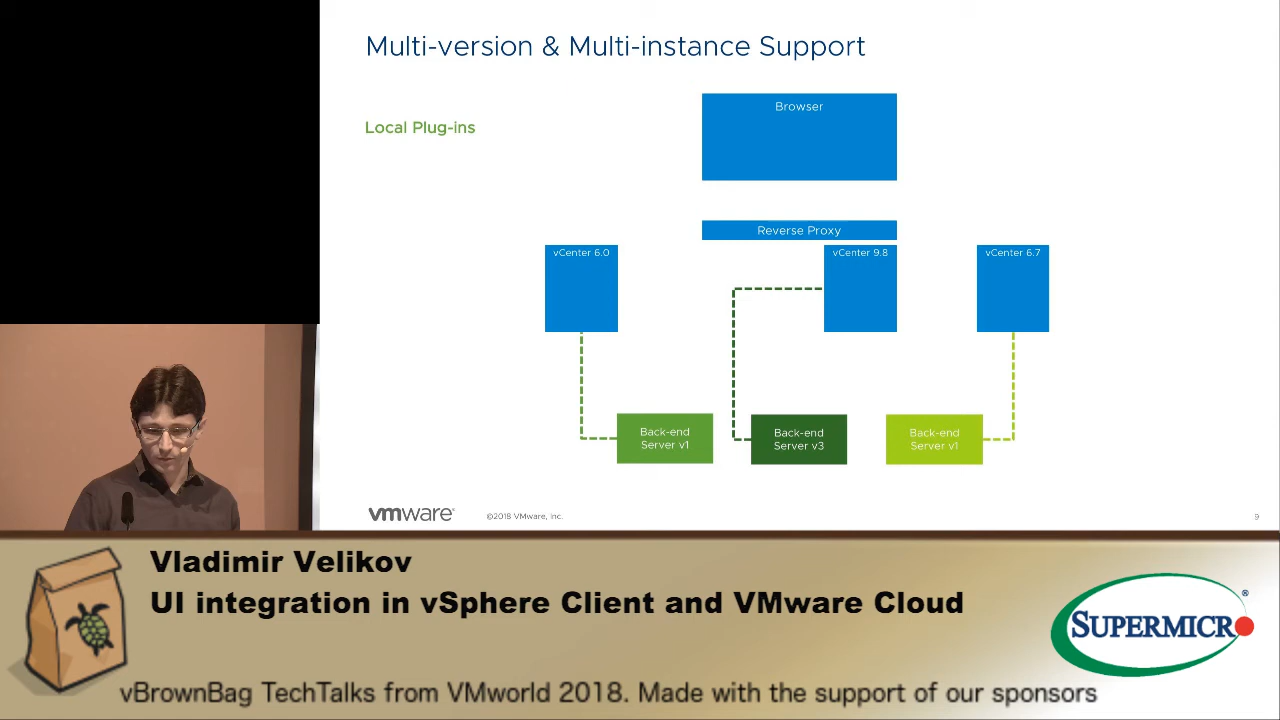 Multi-version & Multi-instance Support
Local Plug-ins
Browser
Reverse Proxy
vCenter 6.0
vCenter 9.8
vCenter 6.7
Back-end
Server v1
Back-end
Server v3
Back-end
Server v1
vmware®
©2018 VMware, Inc.
9
Vladimir Velikov
UI integration in vSphere Client and VMware Cloud
SUPERMICRO®
vBrownBag TechTalks from VMworld 2018. Made with the support of our sponsors